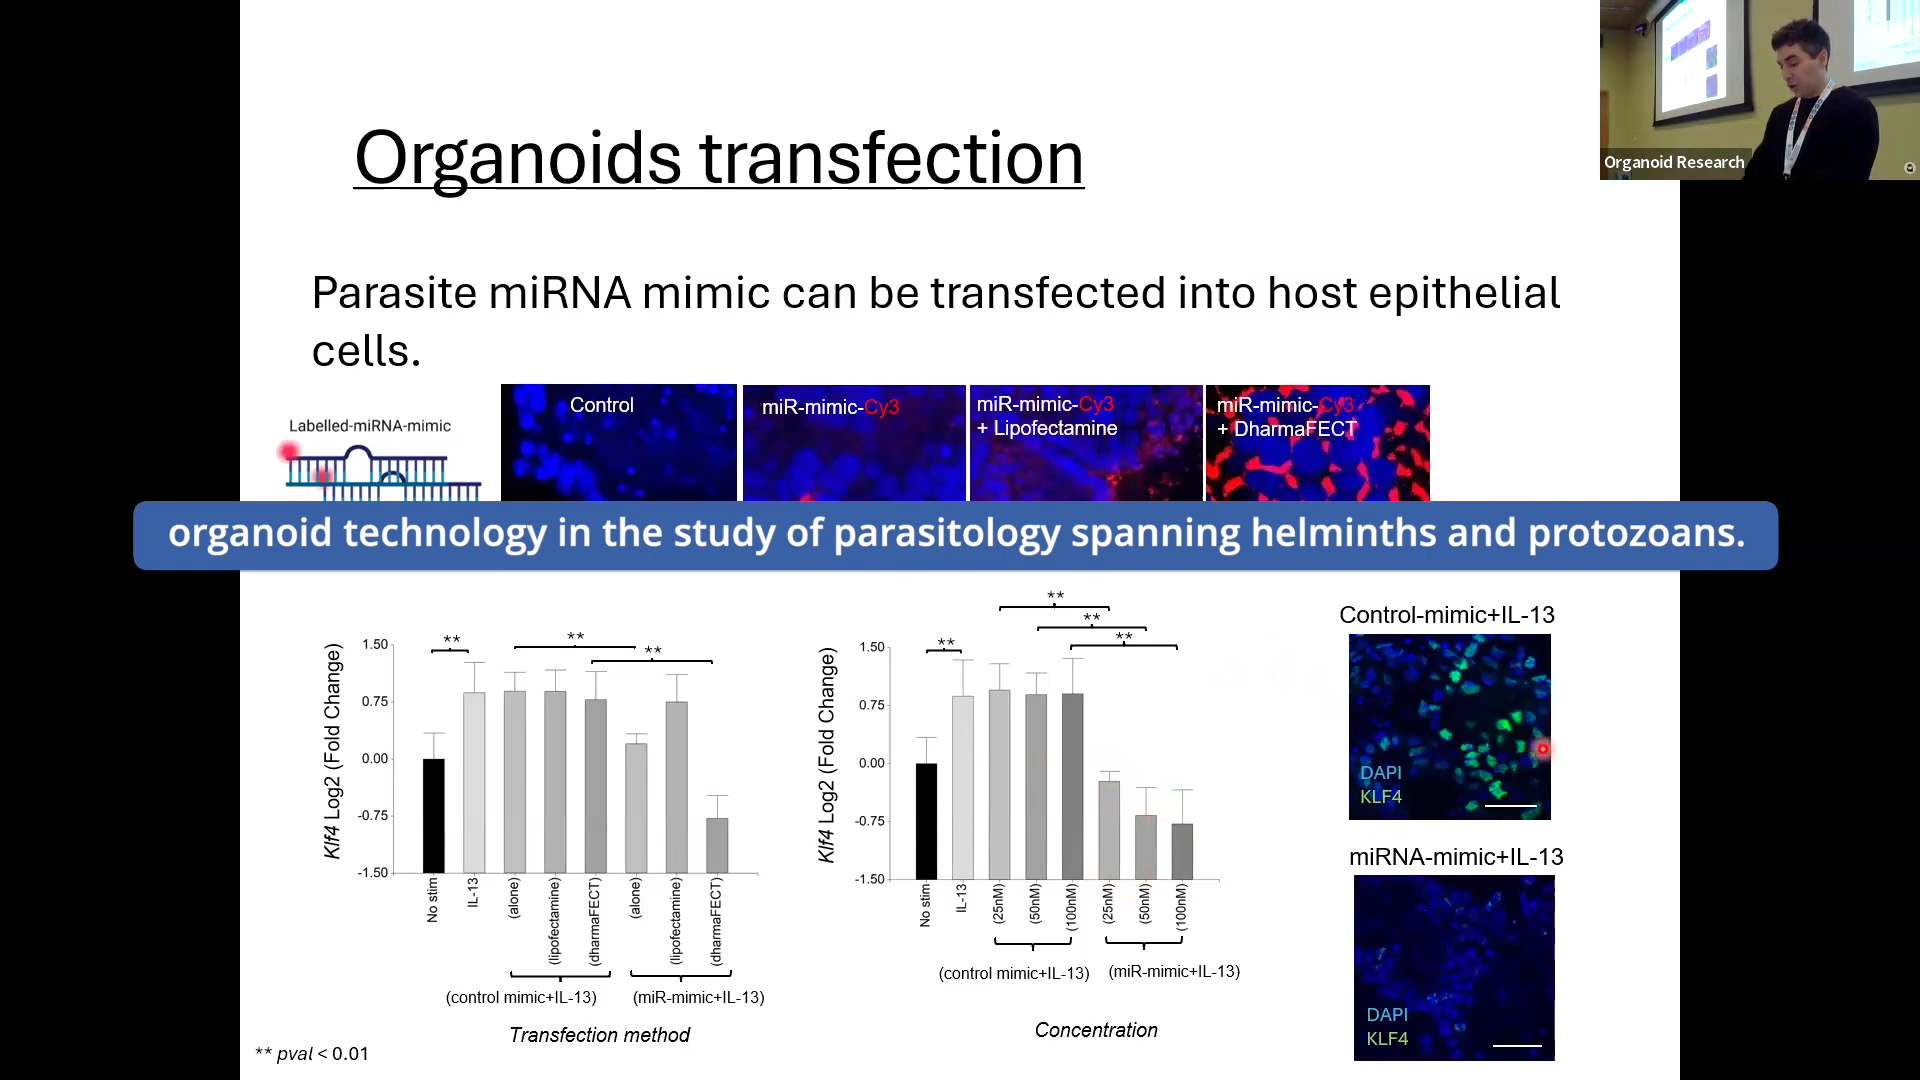 Organoids transfection
Organoid Research
Parasite miRNA mimic can be transfected into host epithelial
cells.
Labelled-miRNA-mimic
Control
miR-mimic-Cy3
miR-mimic-Cy3
+ Lipofectamine
miR-mimic-Cy3
+ DharmaFECT
organoid technology in the study of parasitology spanning helminths and protozoans.
Klf4 Log2 (Fold Change)
1.50
0.75
0.00
-0.75
-1.50
**
**
**
No stim
IL-13
(alone)
(lipofectamine)
(dharmaFECT)
(alone)
(lipofectamine)
(dharmaFECT)
(control mimic+IL-13)
(miR-mimic+IL-13)
Transfection method
Klf4 Log2 (Fold Change)
1.50
0.75
0.00
-0.75
-1.50
**
**
**
**
No stim
IL-13
(25nM)
(50nM)
(100nM)
(25nM)
(50nM)
(100nM)
(control mimic+IL-13)
(miR-mimic+IL-13)
Concentration
Control-mimic+IL-13
DAPI
KLF4
miRNA-mimic+IL-13
DAPI
KLF4
** pval < 0.01